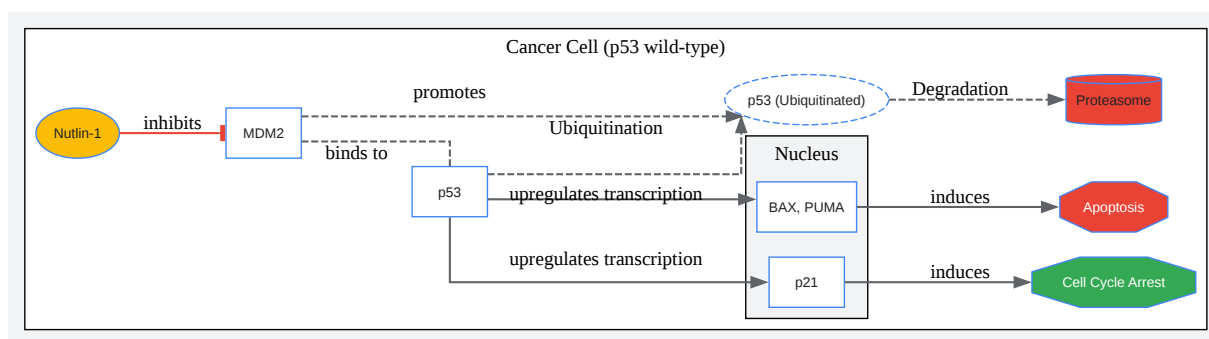 Cancer Cell (p53 wild-type)
promotes
p53 (Ubiquitinated)
Degradation
Proteasome
Nutlin-1
inhibits
MDM2
Ubiquitination
binds to
Nucleus
p53
upregulates transcription
BAX, PUMA
induces
Apoptosis
upregulates transcription
p21
induces
Cell Cycle Arrest